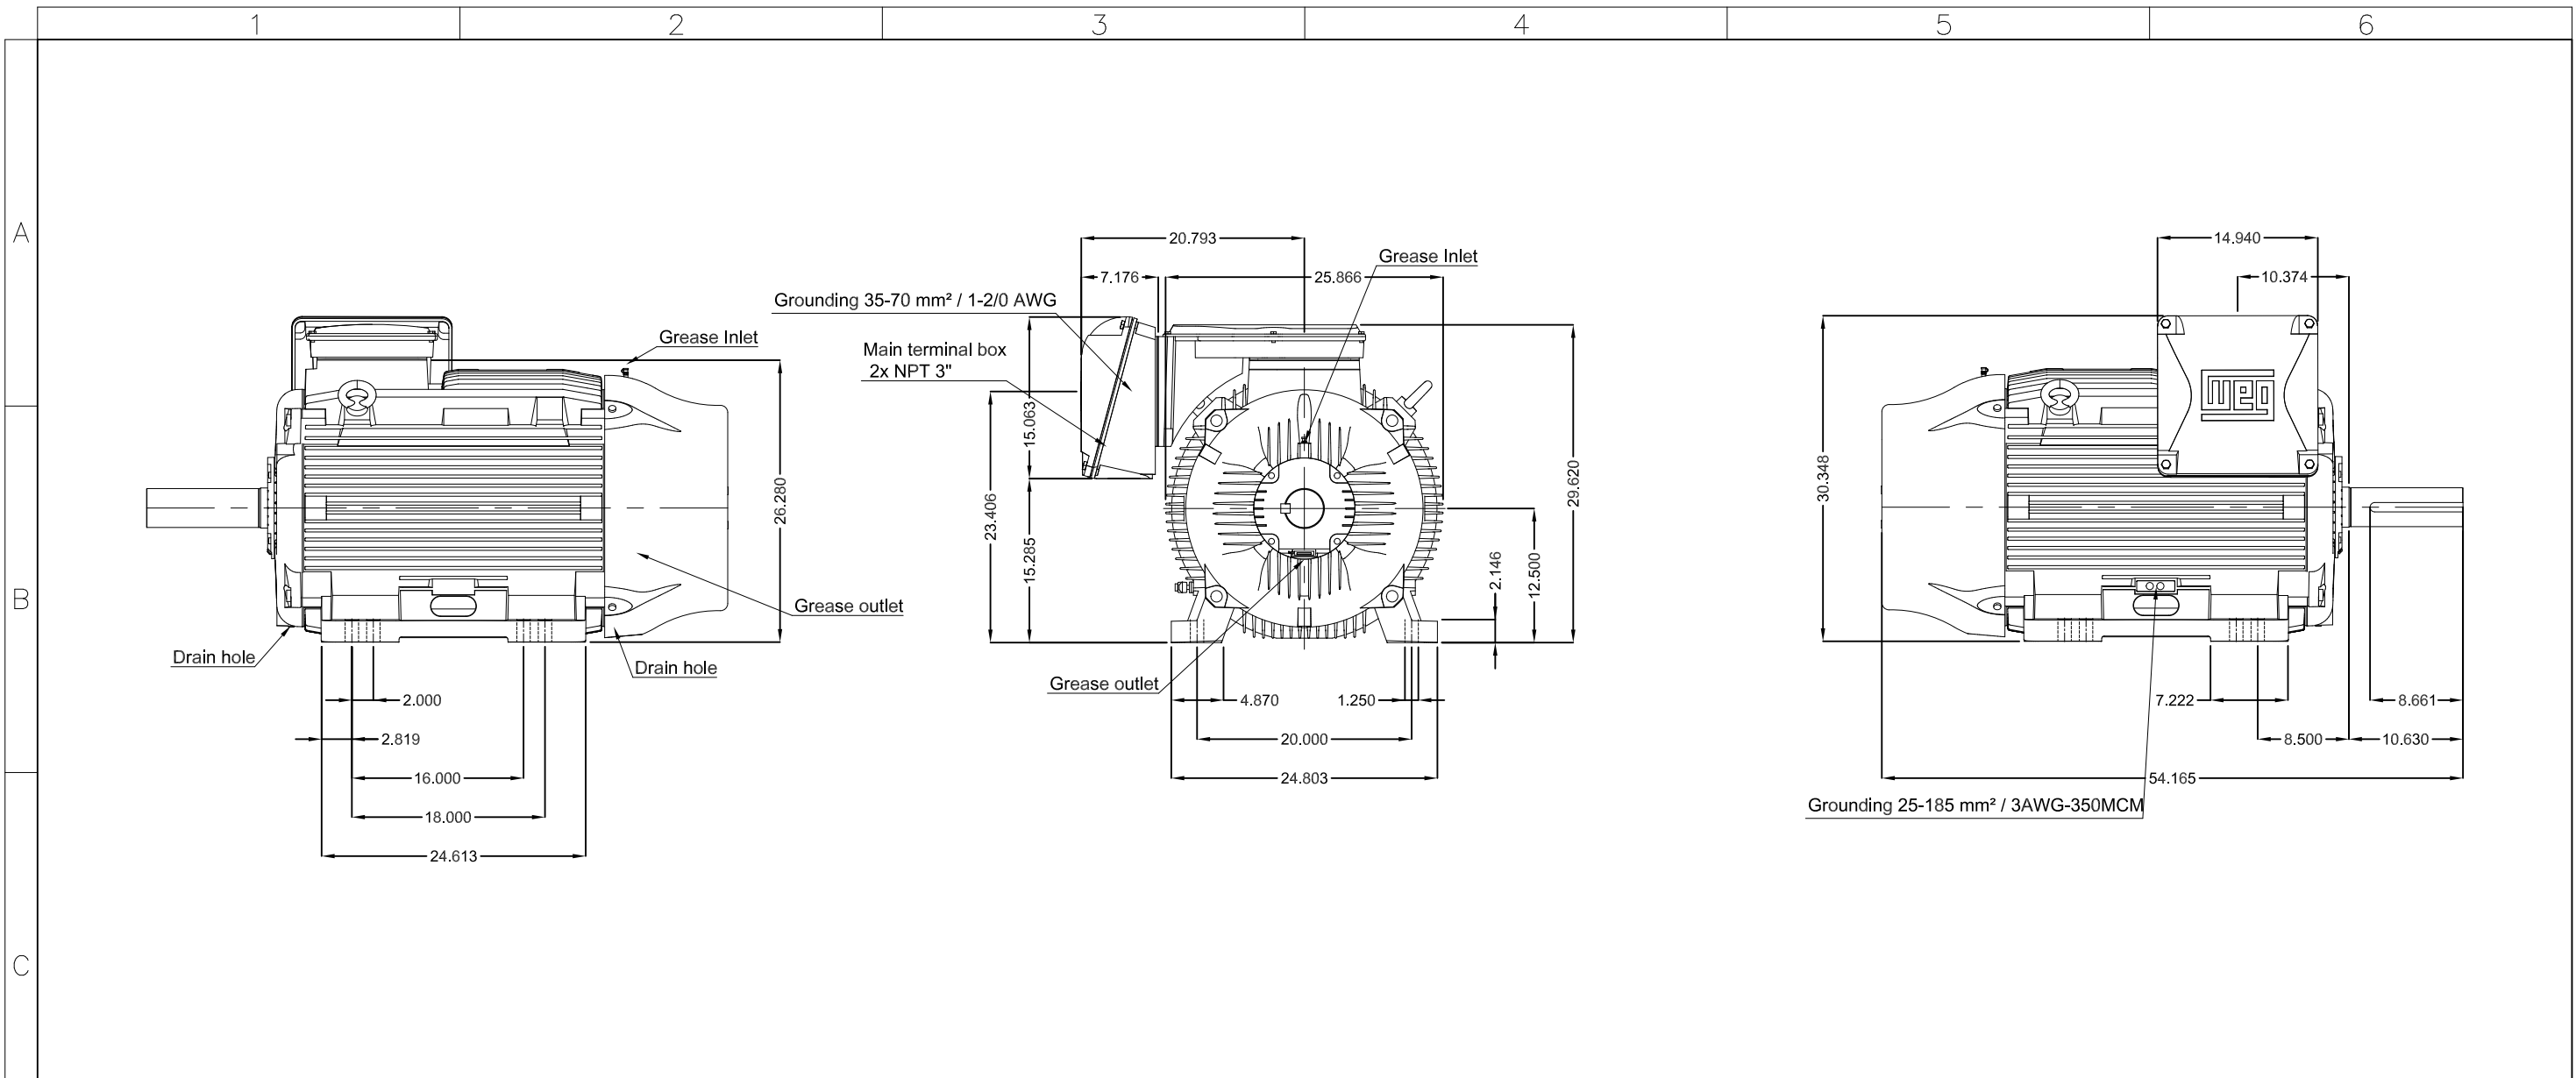 1 2 3 4 5 6
A
B
C
20.793
7.176
25.866
Grease Inlet
Grounding 35-70 mm² / 1-2/0 AWG
Main terminal box
2x NPT 3"
Grease Inlet
26.280
Grease outlet
Drain hole
Drain hole
2.000
2.819
16.000
18.000
24.613
15.063
23.406
15.285
29.620
2.146
12.500
Grease outlet
4.870
1.250
20.000
24.803
14.940
10.374
30.348
weg
7.222
8.661
8.500
10.630
54.165
Grounding 25-185 mm² / 3AWG-350MCM